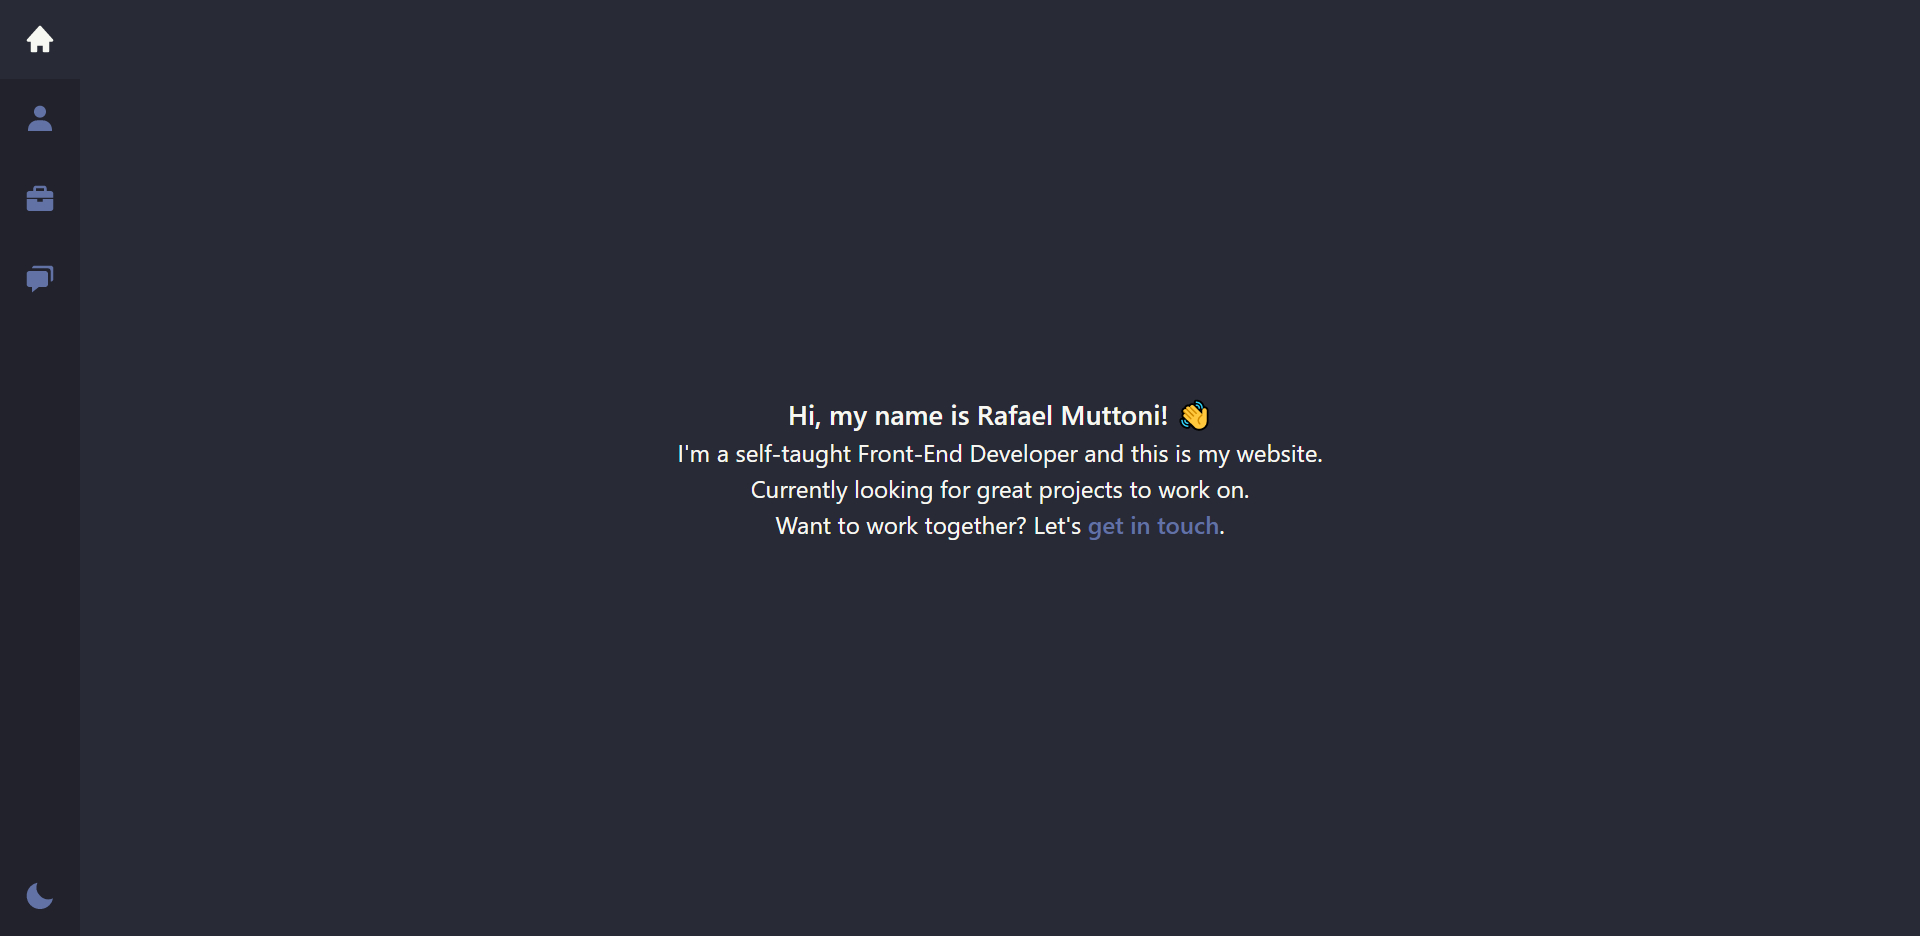 Hi, my name is Rafael Muttoni! 👋
I'm a self-taught Front-End Developer and this is my website.
Currently looking for great projects to work on.
Want to work together? Let's get in touch.